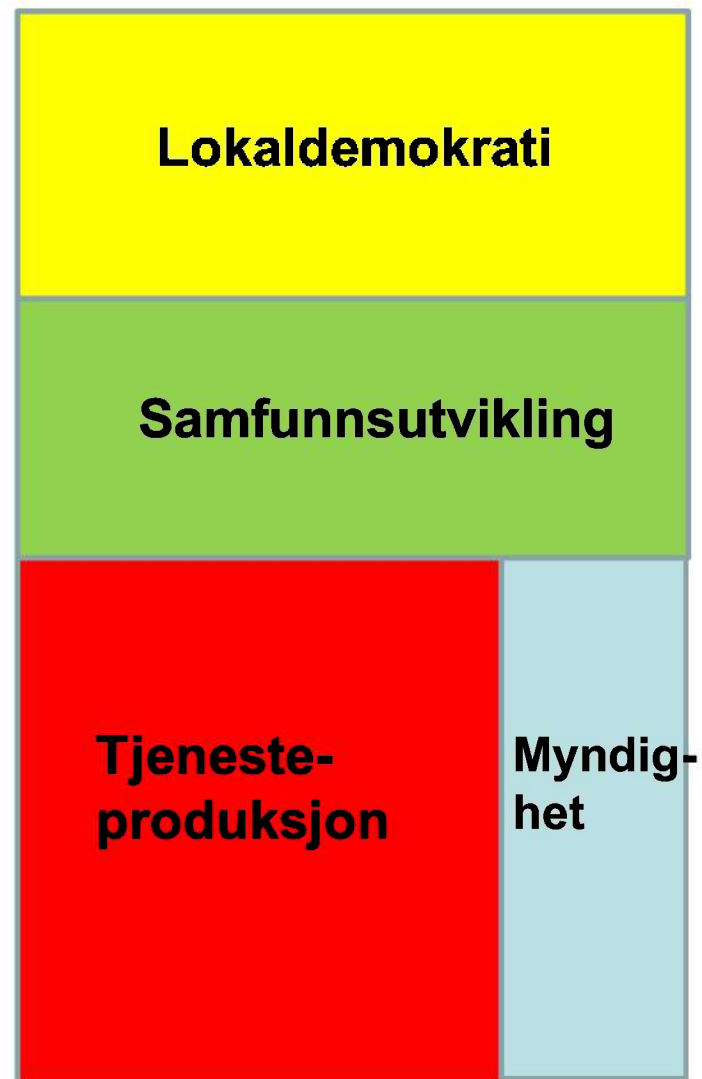 Lokaldemokrati
Samfunnsutvikling
Tjeneste-
produksjon
Myndig-
het